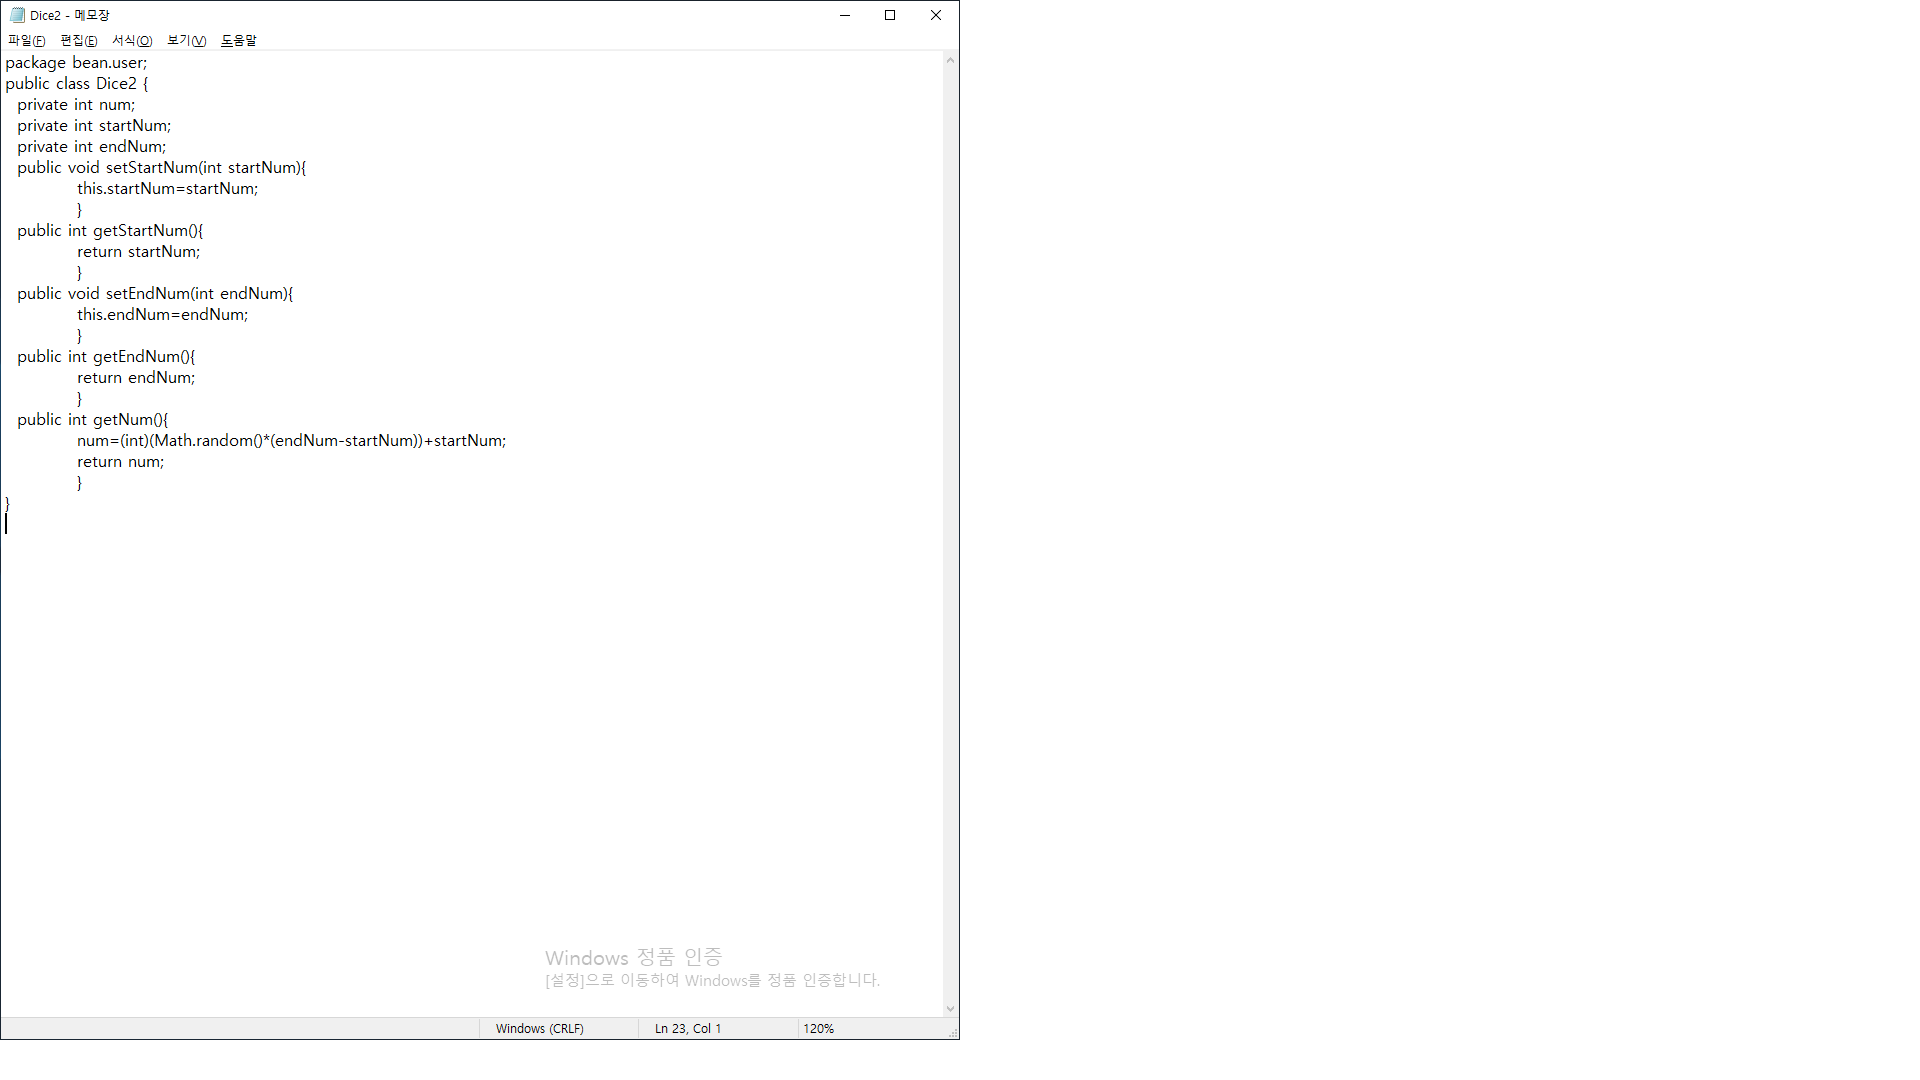 Dice2 - 메모장
파일(F) 편집(E) 서식(O) 보기(V) 도움말
package bean.user;
public class Dice2 {
   private int num;
   private int startNum;
   private int endNum;
   public void setStartNum(int startNum){
            this.startNum=startNum;
            }
   public int getStartNum(){
            return startNum;
            }
   public void setEndNum(int endNum){
            this.endNum=endNum;
            }
   public int getEndNum(){
            return endNum;
            }
   public int getNum(){
            num=(int)(Math.random()*(endNum-startNum))+startNum;
            return num;
            }
}
Windows 정품 인증
[설정]으로 이동하여 Windows를 정품 인증합니다.
Windows (CRLF) Ln 23, Col 1 120%